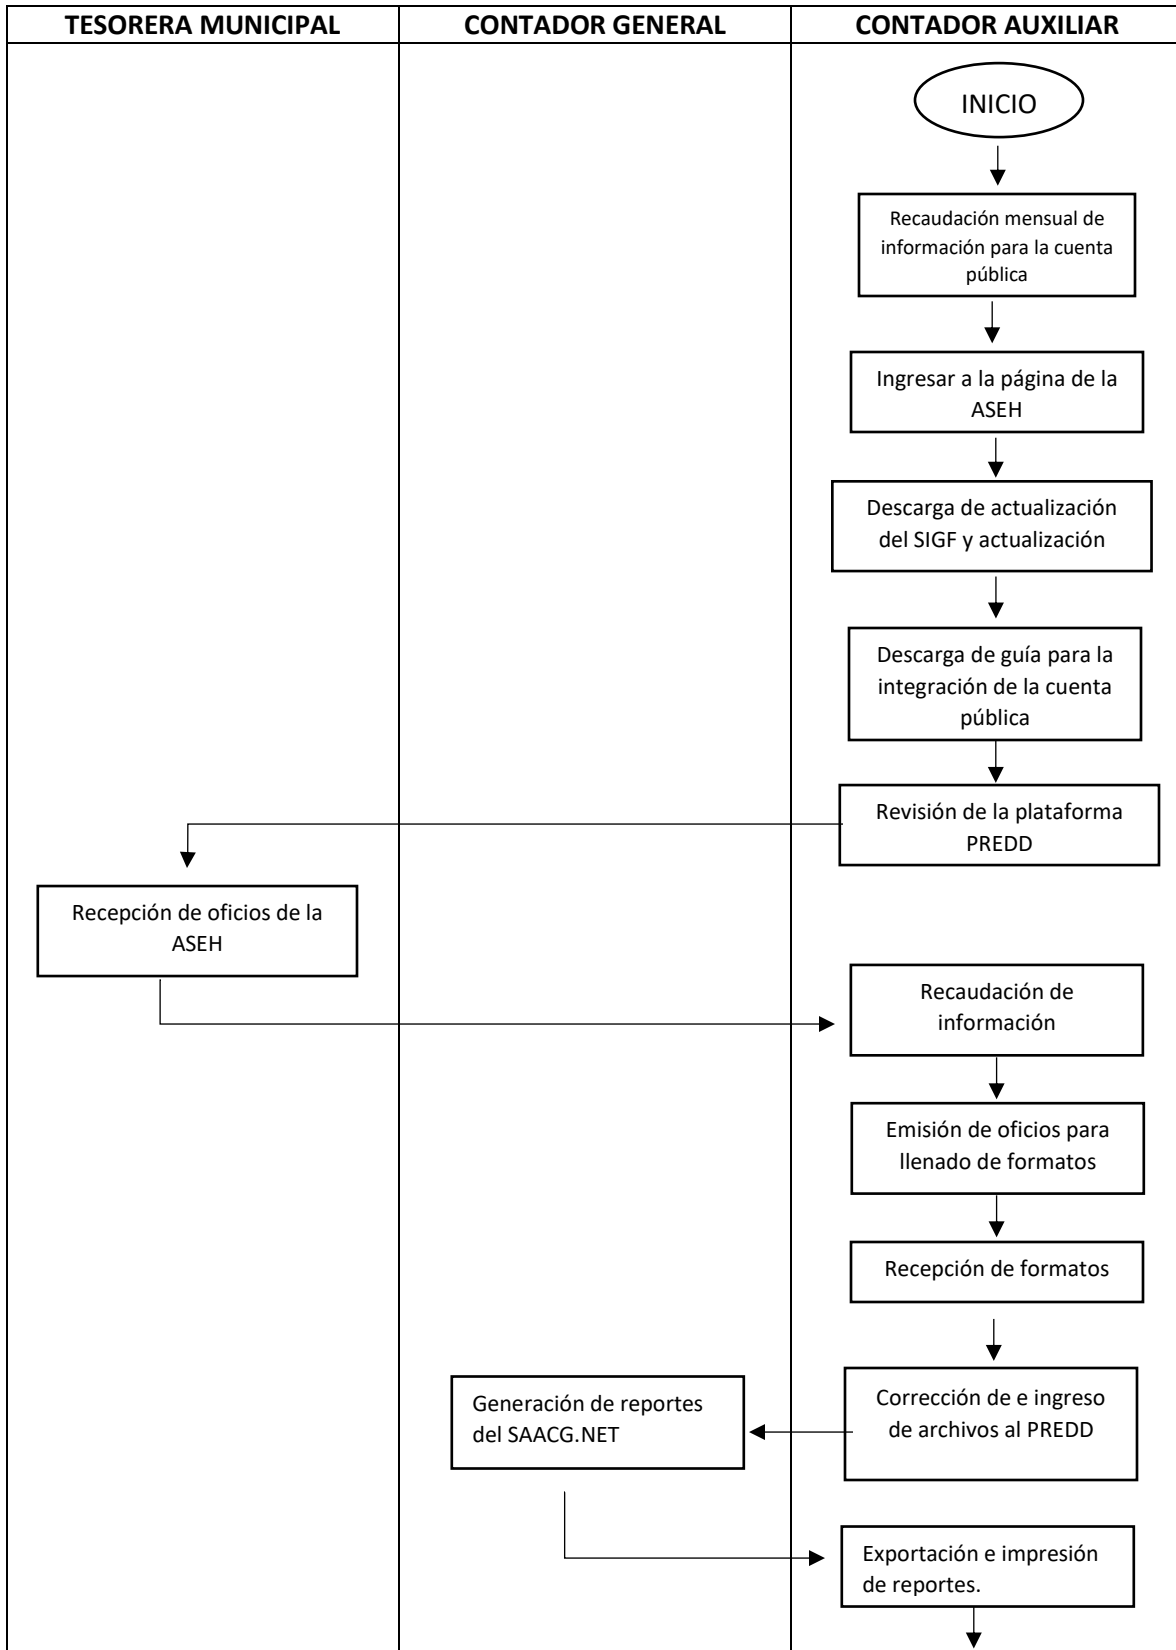 TESORERA MUNICIPAL
CONTADOR GENERAL
CONTADOR AUXILIAR
INICIO
Recaudación mensual de
información para la cuenta
pública
Ingresar a la página de la
ASEH
Descarga de actualización
del SIGF y actualización
Descarga de guía para la
integración de la cuenta
pública
Revisión de la plataforma
PREDD
Recepción de oficios de la
ASEH
Recaudación de
información
Emisión de oficios para
llenado de formatos
Recepción de formatos
Corrección de e ingreso
de archivos al PREDD
Generación de reportes
del SAACG.NET
Exportación e impresión
de reportes.